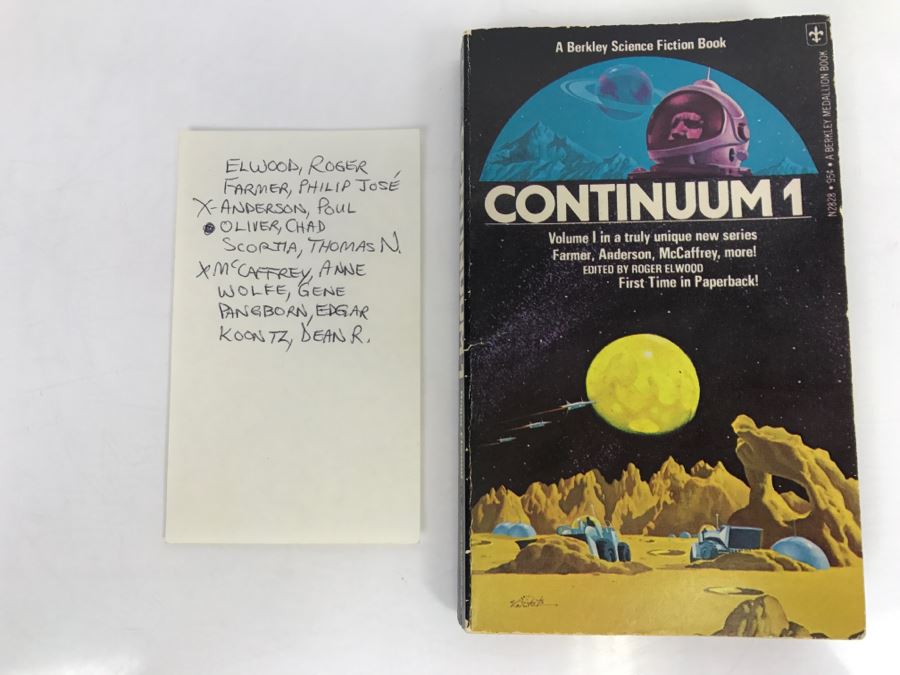 ELWOOD, ROGER
FARMER, PHILIP JOSÉ
X-ANDERSON, POUL
OLIVER, CHAD
SCORTIA, THOMAS N.
X MCCAFFREY, ANNE
WOLFE, GENE
PANGBORN, EDGAR
KOONTZ, DEAN R.
A Berkley Science Fiction Book
CONTINUUM 1
Volume I in a truly unique new series
Farmer, Anderson, McCaffrey, more!
EDITED BY ROGER ELWOOD
First Time in Paperback!
N2828 • 95¢ • A BERKLEY MEDALLION BOOK